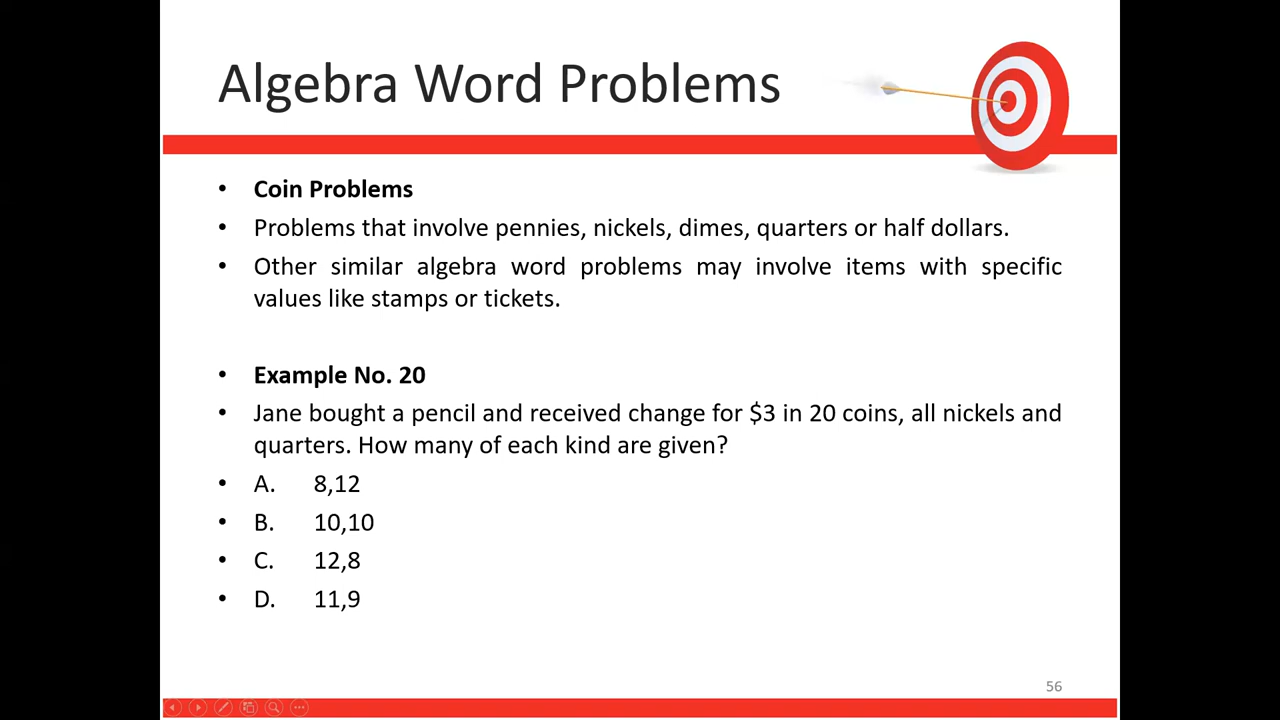 Algebra Word Problems
• Coin Problems
• Problems that involve pennies, nickels, dimes, quarters or half dollars.
• Other similar algebra word problems may involve items with specific
values like stamps or tickets.
• Example No. 20
• Jane bought a pencil and received change for $3 in 20 coins, all nickels and
quarters. How many of each kind are given?
• A. 8,12
• B. 10,10
• C. 12,8
• D. 11,9
56